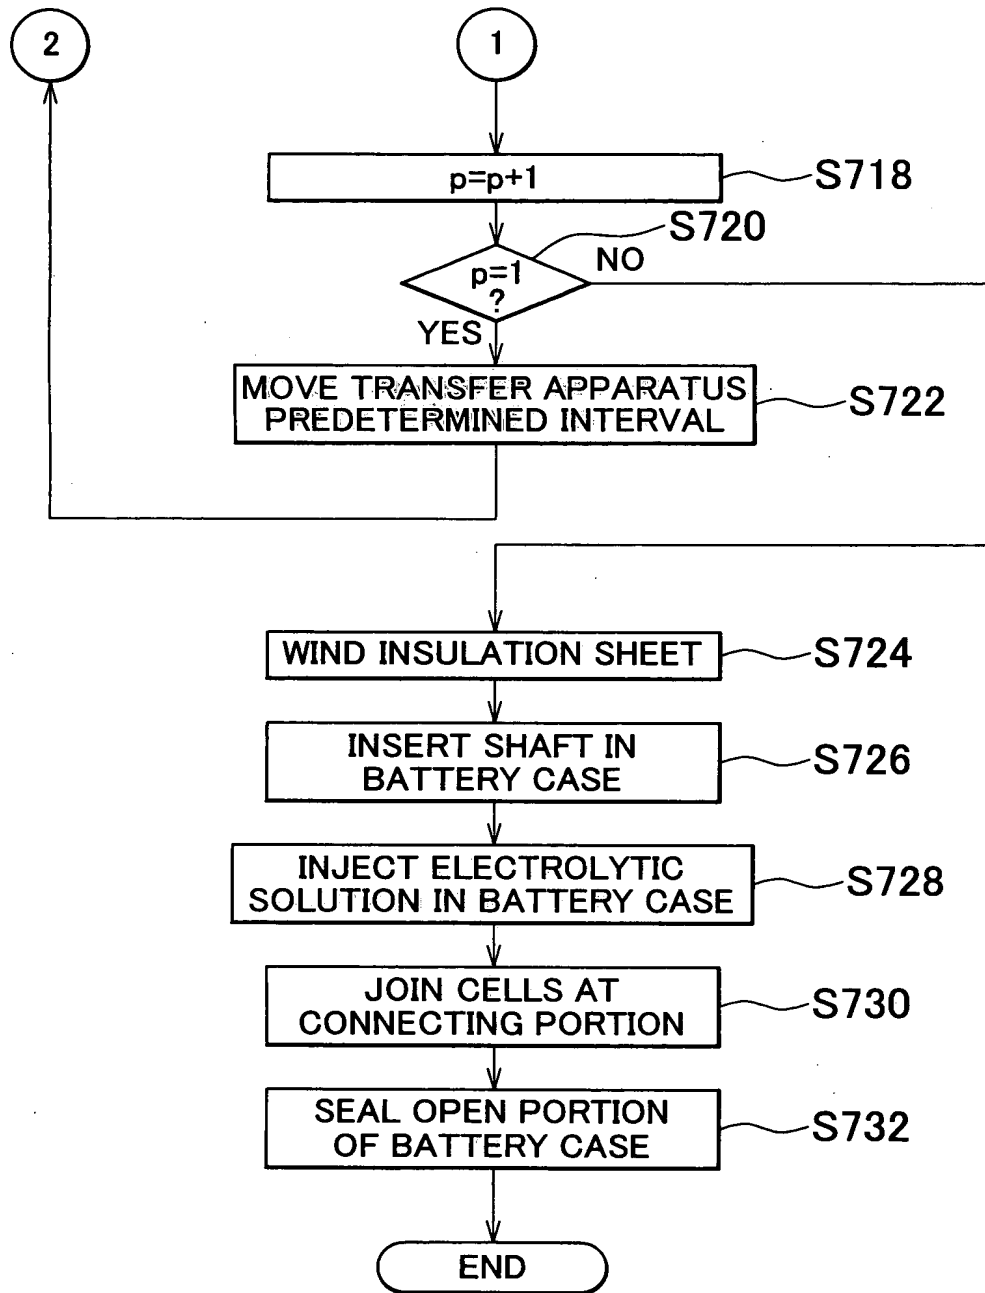 2
1
p=p+1
S718
S720
p=1
?
NO
YES
MOVE TRANSFER APPARATUS
PREDETERMINED INTERVAL
S722
WIND INSULATION SHEET
S724
INSERT SHAFT IN
BATTERY CASE
S726
INJECT ELECTROLYTIC
SOLUTION IN BATTERY CASE
S728
JOIN CELLS AT
CONNECTING PORTION
S730
SEAL OPEN PORTION
OF BATTERY CASE
S732
END